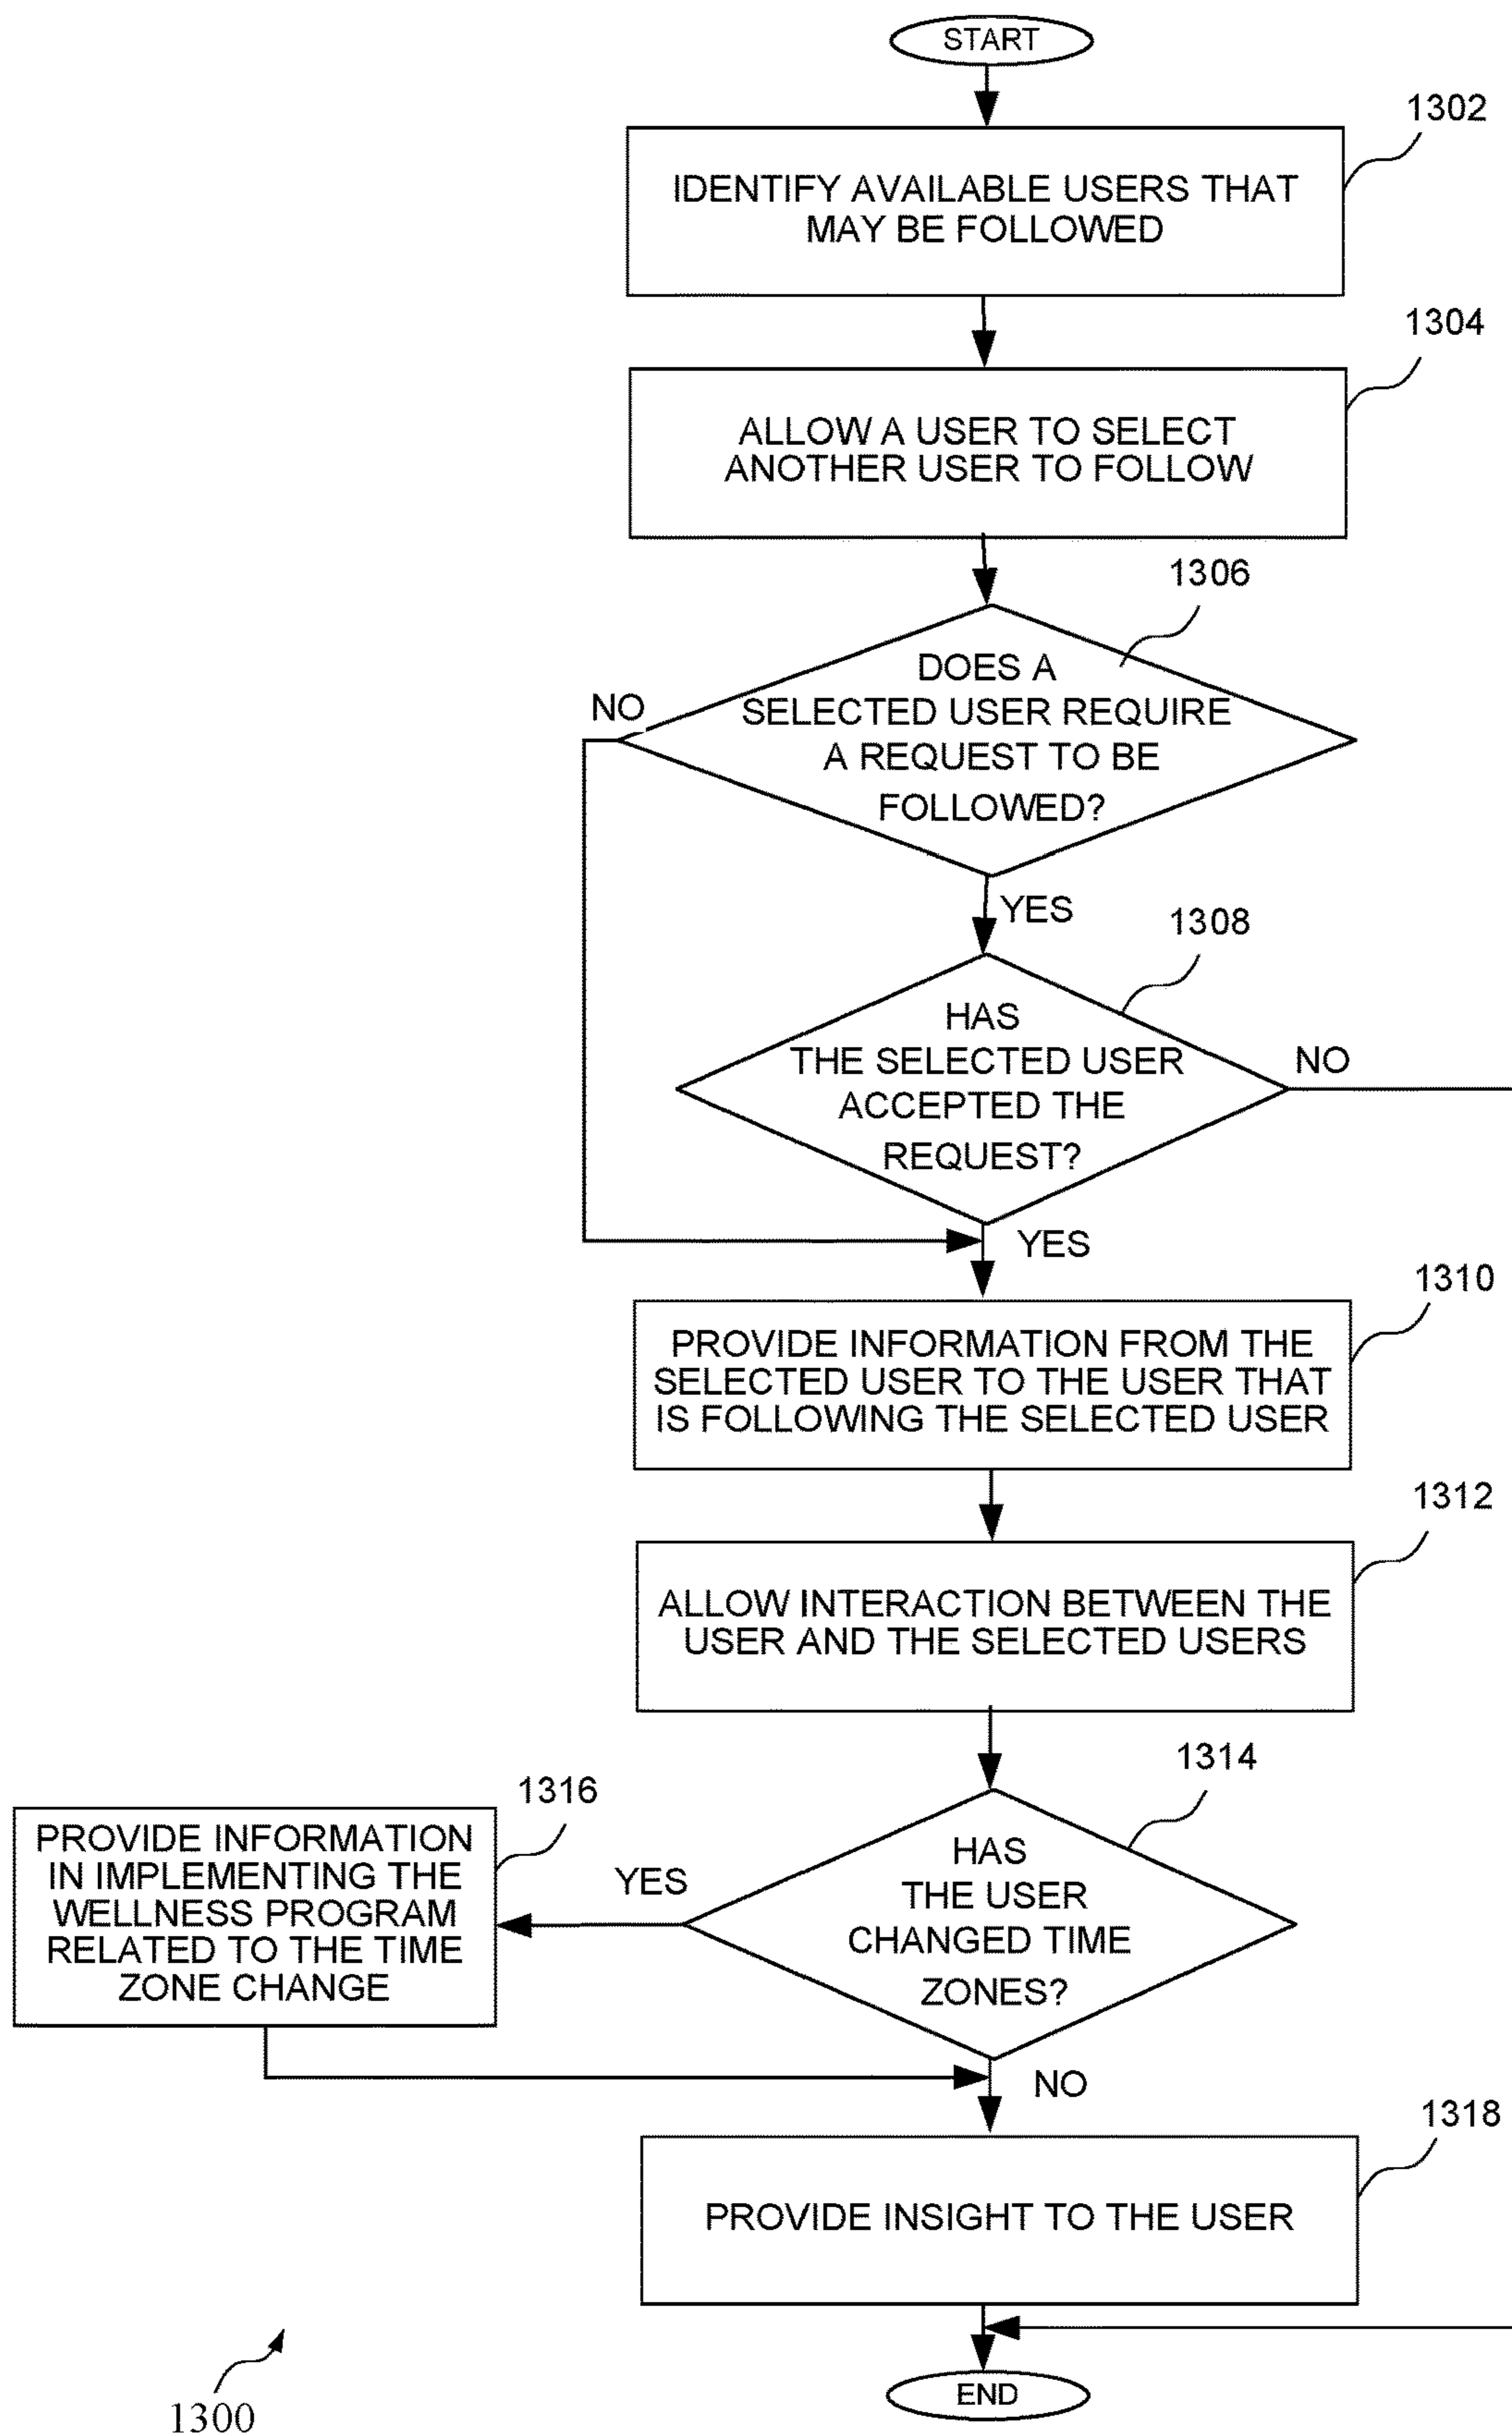 START
1302
IDENTIFY AVAILABLE USERS THAT
MAY BE FOLLOWED
1304
ALLOW A USER TO SELECT
ANOTHER USER TO FOLLOW
1306
DOES A
SELECTED USER REQUIRE
A REQUEST TO BE
FOLLOWED?
NO
YES
1308
HAS
THE SELECTED USER
ACCEPTED THE
REQUEST?
NO
YES
1310
PROVIDE INFORMATION FROM THE
SELECTED USER TO THE USER THAT
IS FOLLOWING THE SELECTED USER
1312
ALLOW INTERACTION BETWEEN THE
USER AND THE SELECTED USERS
1314
HAS
THE USER
CHANGED TIME
ZONES?
YES
1316
PROVIDE INFORMATION
IN IMPLEMENTING THE
WELLNESS PROGRAM
RELATED TO THE TIME
ZONE CHANGE
NO
1318
PROVIDE INSIGHT TO THE USER
END
1300